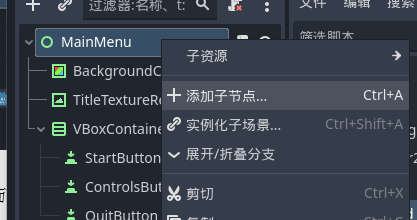 过滤器:名称、t:
文件 编辑 搜索
筛选脚本
MainMenu
子资源
BackgroundC
添加子节点... Ctrl+A
TitleTextureRe
实例化子场景... Ctrl+Shift+A
VBoxContaine
展开/折叠分支
StartButton
ControlsBut
剪切 Ctrl+X
QuitButton